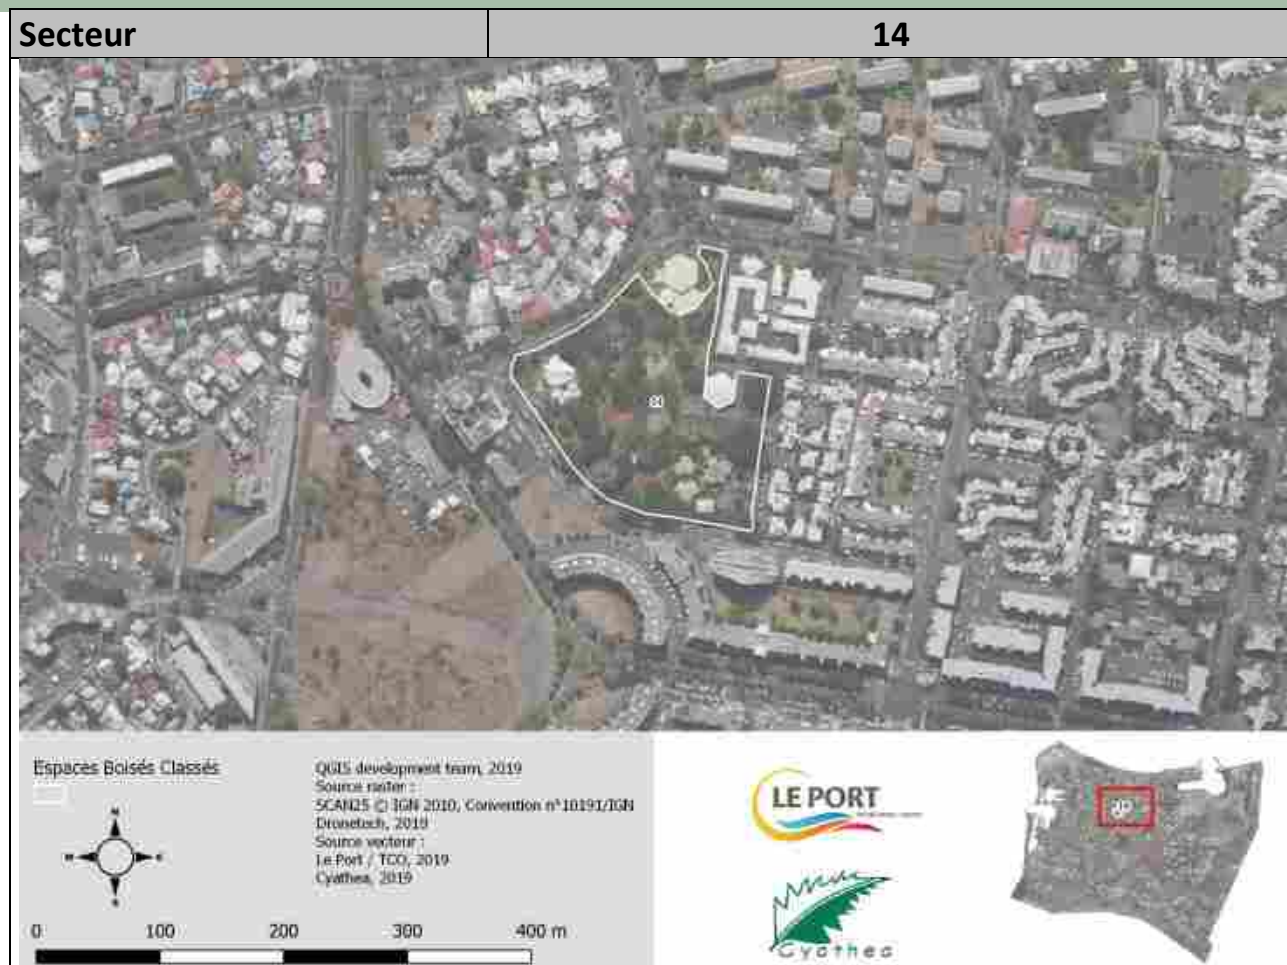 Secteur 14
Espaces Boisés Classés
QGIS development team, 2019
Source raster :
SCAN25 © IGN 2010, Convention n°10191/IGN
Dronetech, 2019
Source vecteur :
Le Port / TCO, 2019
Cyathea, 2019
N
S
0 100 200 300 400 m
LE PORT
Cyathea